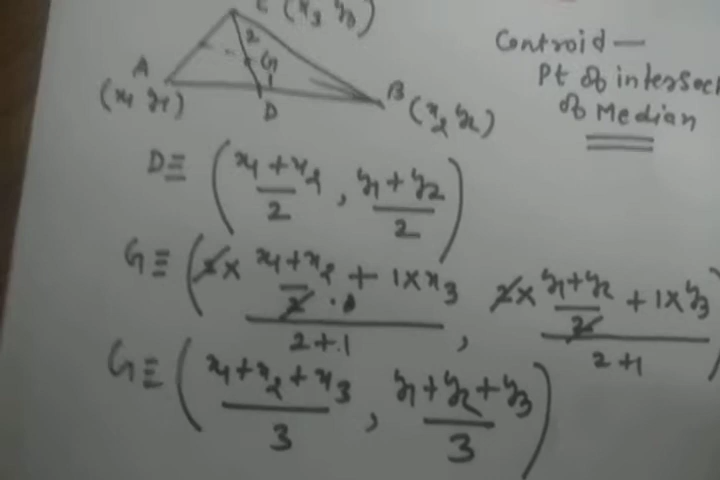 C (x3 y3)
2
G
1
A
(x1 y1)
D
B (x2 y2)
Centroid —
Pt of intersect
of Median
D ≡ ( x1 + x2 / 2 , y1 + y2 / 2 )
G ≡ ( 2 × x1 + x2 / 2 + 1 × x3 / 2 + 1 , 2 × y1 + y2 / 2 + 1 × y3 / 2 + 1 )
G ≡ ( x1 + x2 + x3 / 3 , y1 + y2 + y3 / 3 )